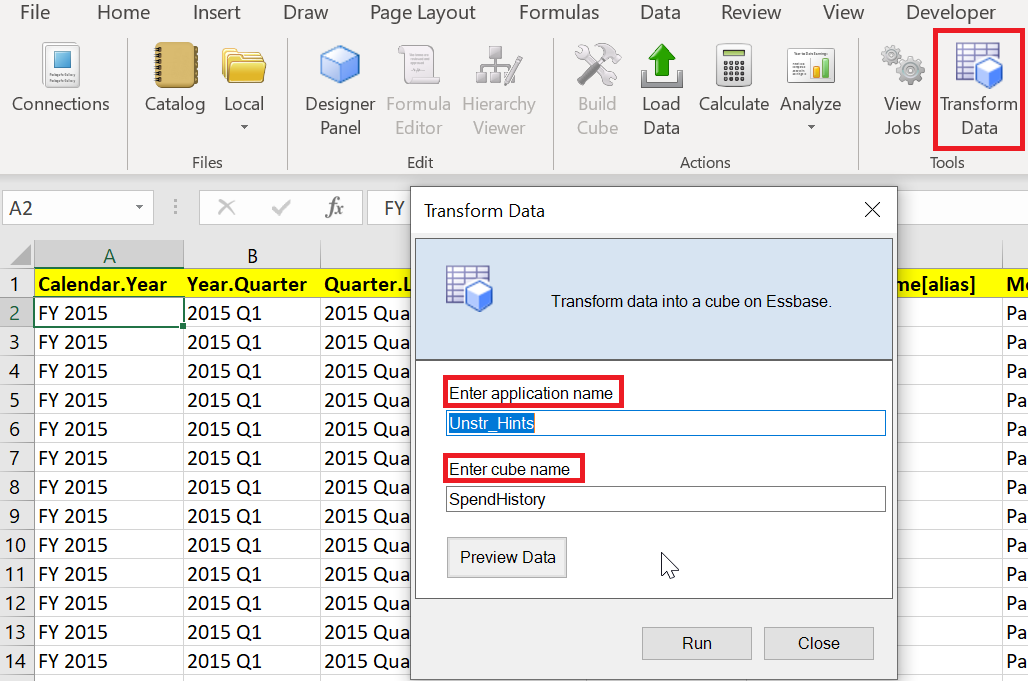 File Home Insert Draw Page Layout Formulas Data Review View Developer
Connections Catalog Local Designer Panel Formula Editor Hierarchy Viewer Build Cube Load Data Calculate Analyze View Jobs Transform Data
Files Edit Actions Tools
A2 fx FY
Transform Data
Transform data into a cube on Essbase.
Enter application name
Unstr_Hints
Enter cube name
SpendHistory
Preview Data
Run Close
A B
1 Calendar.Year Year.Quarter Quarter.L me[alias] Mo
2 FY 2015 2015 Q1 2015 Qua Pa
3 FY 2015 2015 Q1 2015 Qua Pa
4 FY 2015 2015 Q1 2015 Qua Pa
5 FY 2015 2015 Q1 2015 Qua Pa
6 FY 2015 2015 Q1 2015 Qua Pa
7 FY 2015 2015 Q1 2015 Qua Pa
8 FY 2015 2015 Q1 2015 Qua Pa
9 FY 2015 2015 Q1 2015 Qua Pa
10 FY 2015 2015 Q1 2015 Qua Pa
11 FY 2015 2015 Q1 2015 Qua Pa
12 FY 2015 2015 Q1 2015 Qua Pa
13 FY 2015 2015 Q1 2015 Qua Pa
14 FY 2015 2015 Q1 2015 Qua Pa